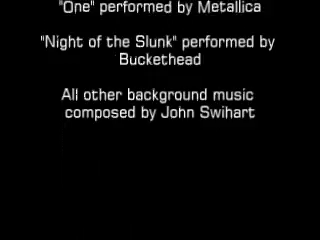 "One" performed by Metallica
"Night of the Slunk" performed by
Buckethead
All other background music
composed by John Swihart